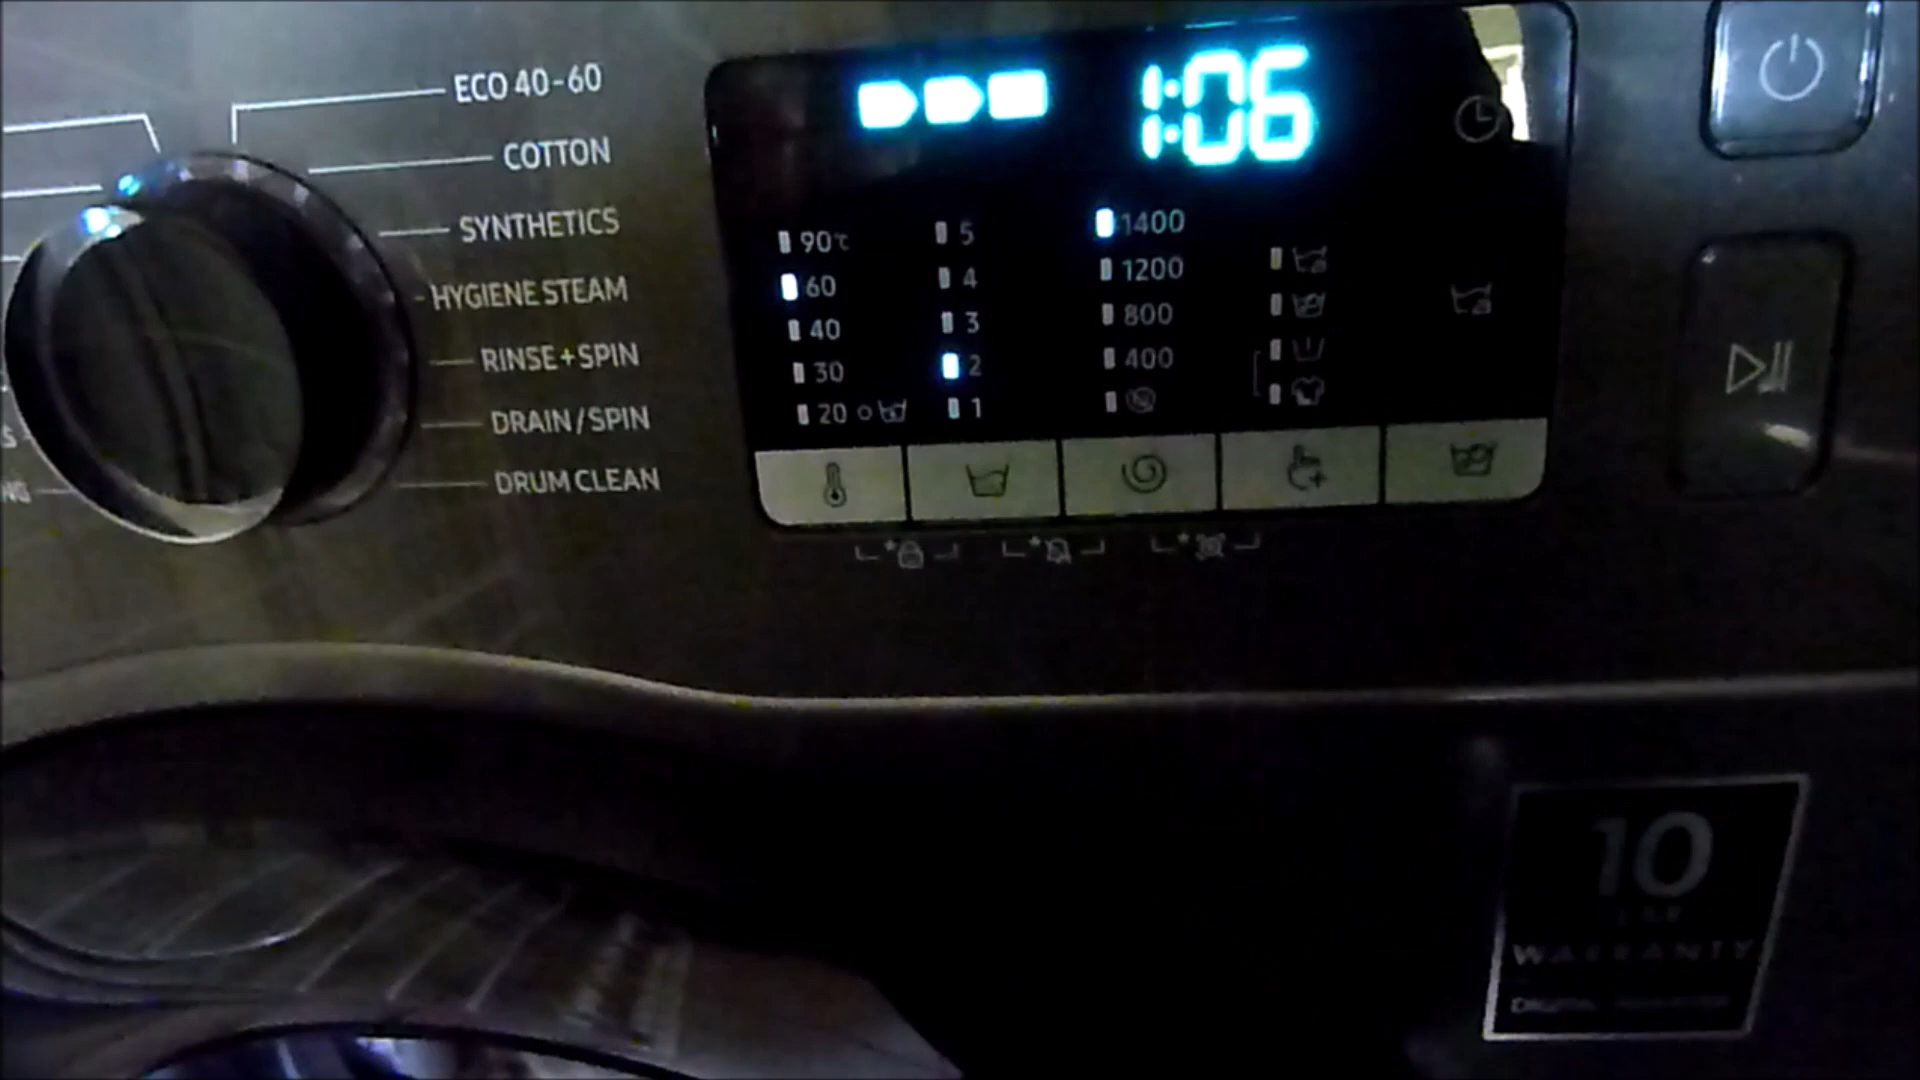 ECO 40-60
COTTON
SYNTHETICS
HYGIENE STEAM
RINSE+SPIN
DRAIN/SPIN
DRUM CLEAN
S
NG
1:06
90℃
60
40
30
20
5
4
3
2
1
1400
1200
800
400
10
WARRANTY